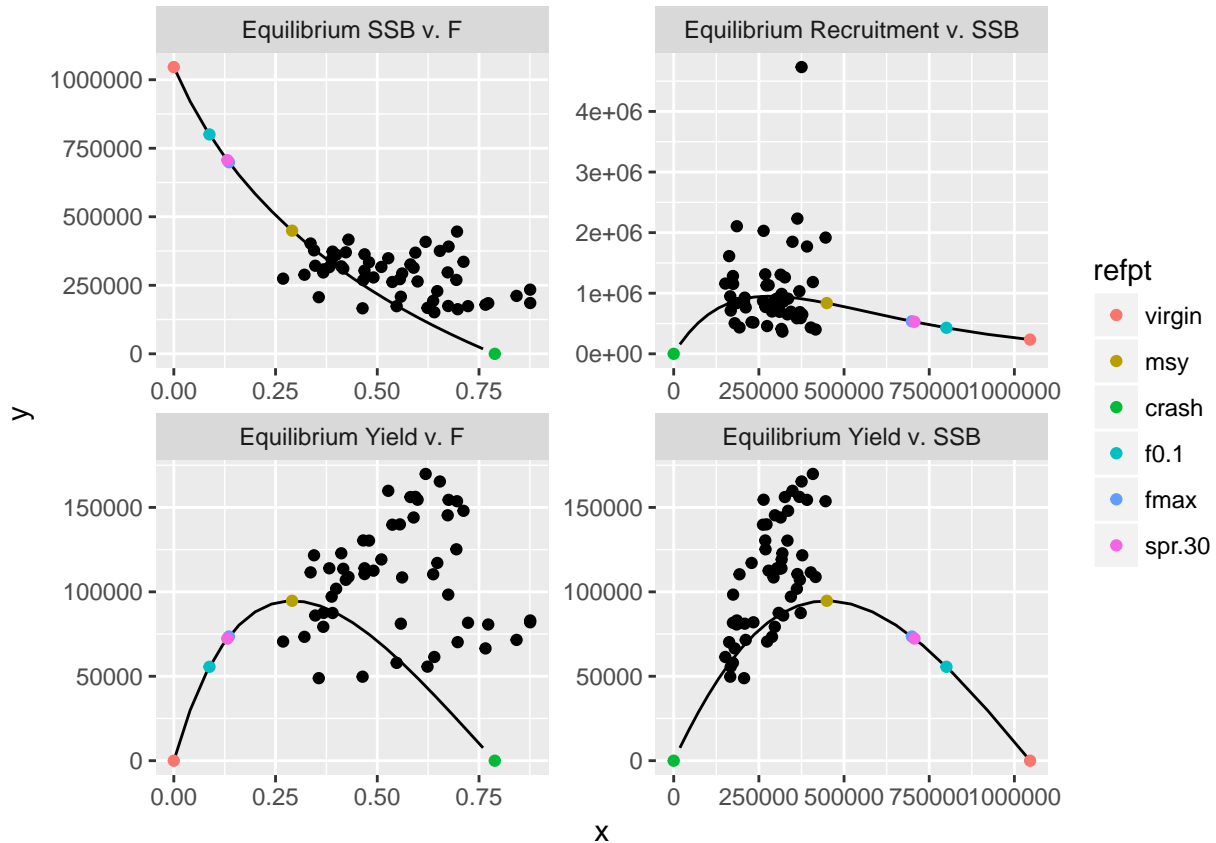 Equilibrium SSB v. F
Equilibrium Recruitment v. SSB
1000000
750000
500000
250000
0
0.00
0.25
0.50
0.75
4e+06
3e+06
2e+06
1e+06
0e+00
0
250000
500000
750000
1000000
Equilibrium Yield v. F
Equilibrium Yield v. SSB
150000
100000
50000
0
0.00
0.25
0.50
0.75
150000
100000
50000
0
0
250000
500000
750000
1000000
x
y
refpt
virgin
msy
crash
f0.1
fmax
spr.30